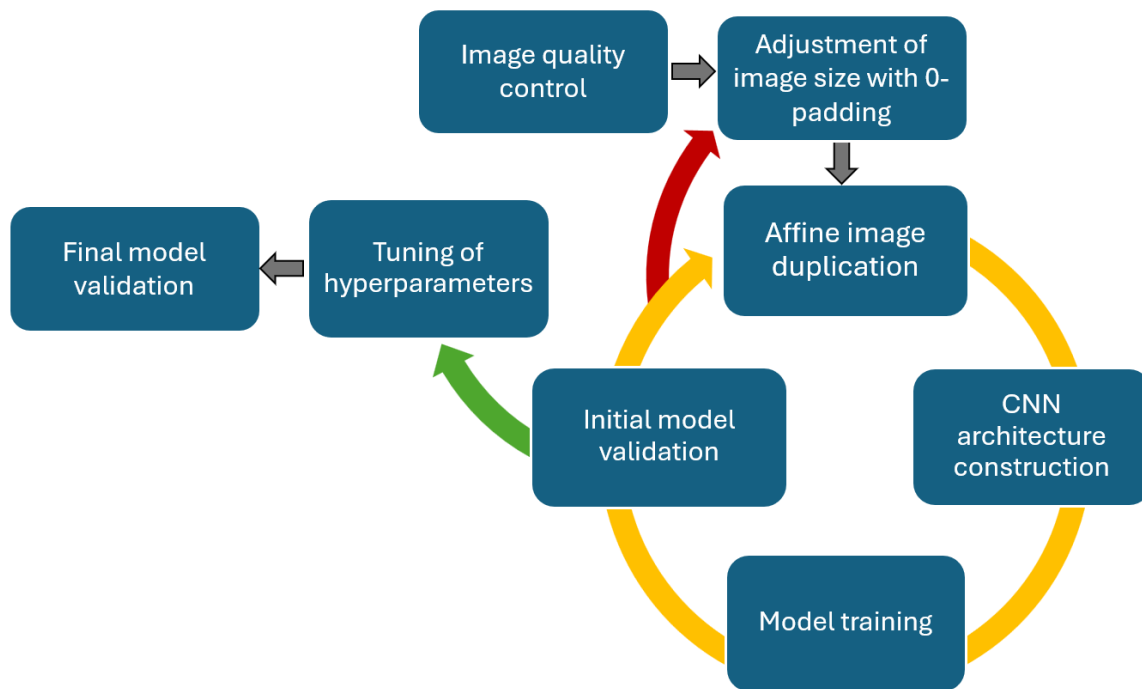 Image quality
control
Adjustment of
image size with 0-
padding
Affine image
duplication
Final model
validation
Tuning of
hyperparameters
Initial model
validation
CNN
architecture
construction
Model training